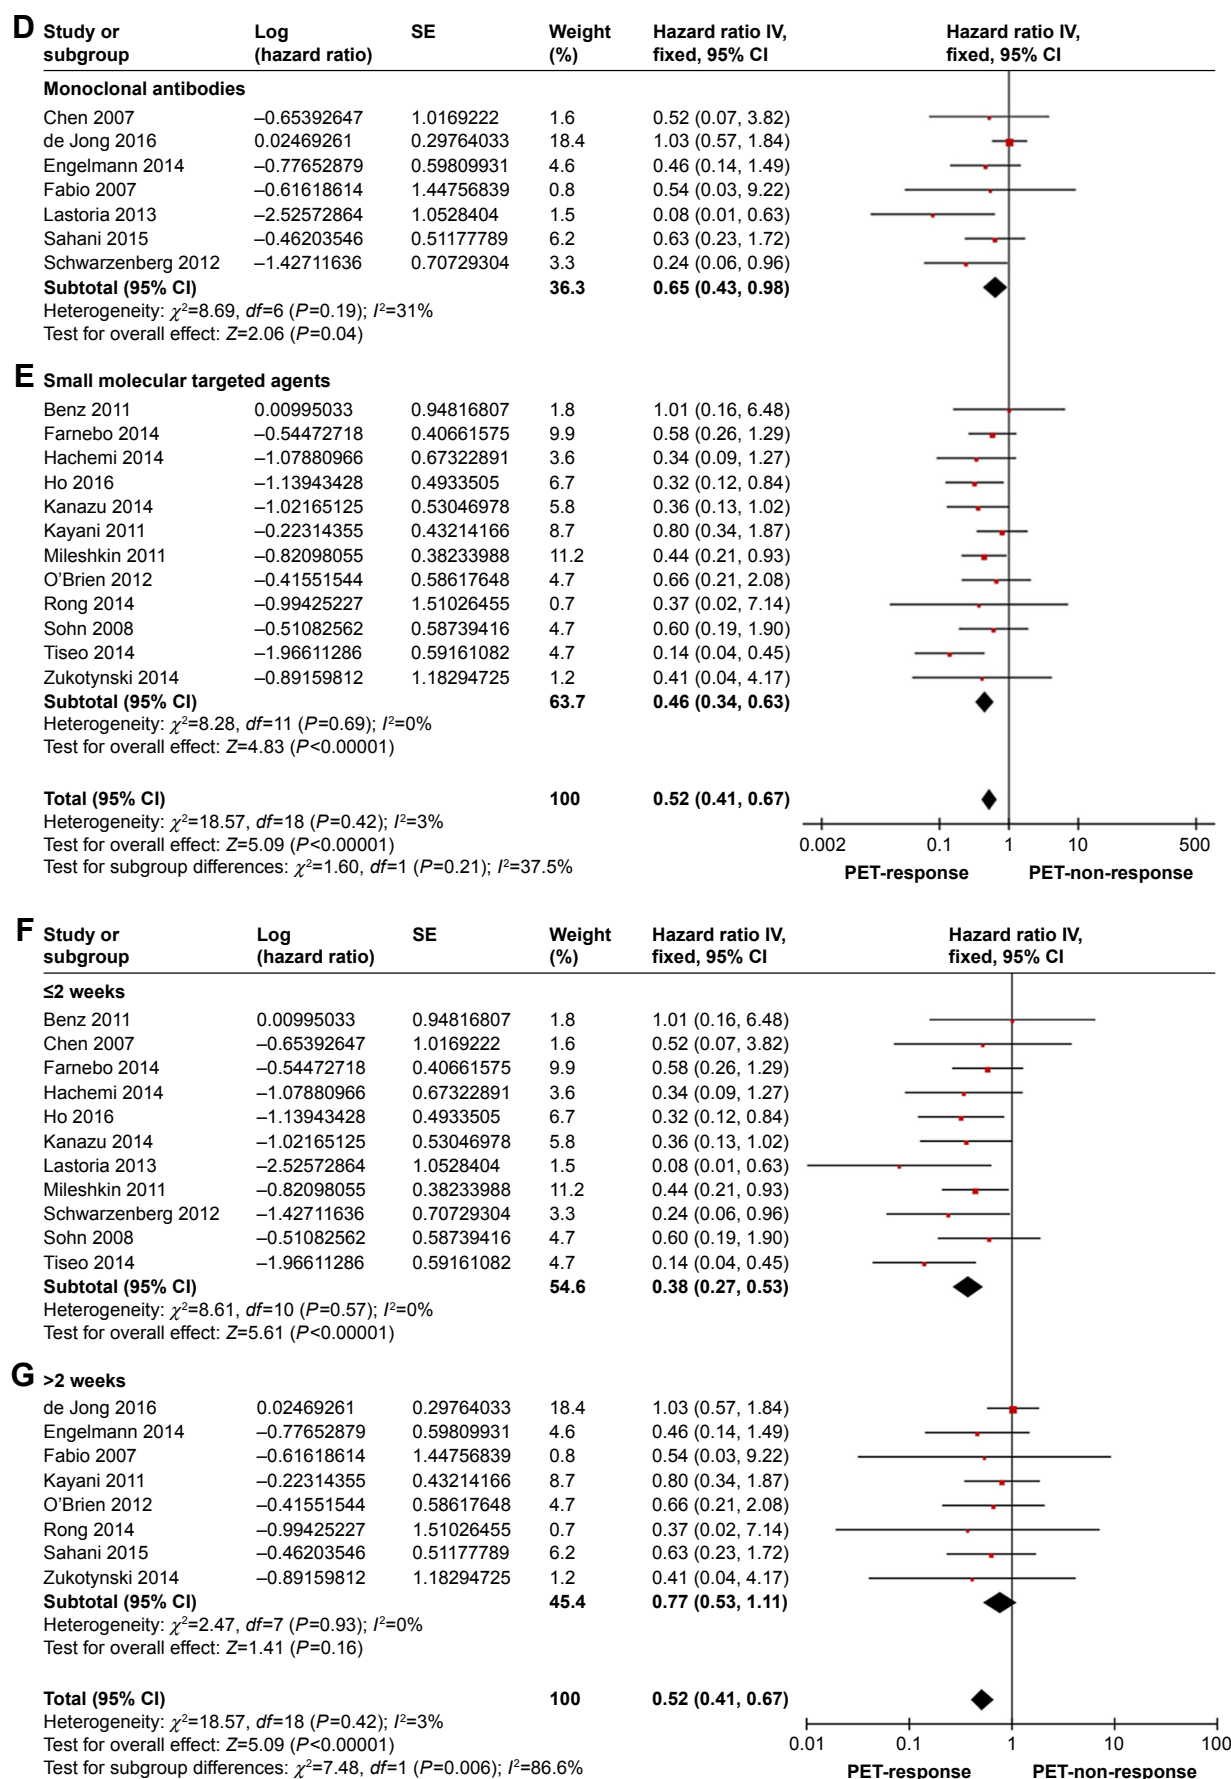 D Study or subgroup Log (hazard ratio) SE Weight (%) Hazard ratio IV, fixed, 95% CI Hazard ratio IV, fixed, 95% CI
Monoclonal antibodies
Chen 2007 –0.65392647 1.0169222 1.6 0.52 (0.07, 3.82)
de Jong 2016 0.02469261 0.29764033 18.4 1.03 (0.57, 1.84)
Engelmann 2014 –0.77652879 0.59809931 4.6 0.46 (0.14, 1.49)
Fabio 2007 –0.61618614 1.44756839 0.8 0.54 (0.03, 9.22)
Lastoria 2013 –2.52572864 1.0528404 1.5 0.08 (0.01, 0.63)
Sahani 2015 –0.46203546 0.51177789 6.2 0.63 (0.23, 1.72)
Schwarzenberg 2012 –1.42711636 0.70729304 3.3 0.24 (0.06, 0.96)
Subtotal (95% CI) 36.3 0.65 (0.43, 0.98)
Heterogeneity: χ²=8.69, df=6 (P=0.19); I²=31%
Test for overall effect: Z=2.06 (P=0.04)
E Small molecular targeted agents
Benz 2011 0.00995033 0.94816807 1.8 1.01 (0.16, 6.48)
Farnebo 2014 –0.54472718 0.40661575 9.9 0.58 (0.26, 1.29)
Hachemi 2014 –1.07880966 0.67322891 3.6 0.34 (0.09, 1.27)
Ho 2016 –1.13943428 0.4933505 6.7 0.32 (0.12, 0.84)
Kanazu 2014 –1.02165125 0.53046978 5.8 0.36 (0.13, 1.02)
Kayani 2011 –0.22314355 0.43214166 8.7 0.80 (0.34, 1.87)
Mileshkin 2011 –0.82098055 0.38233988 11.2 0.44 (0.21, 0.93)
O’Brien 2012 –0.41551544 0.58617648 4.7 0.66 (0.21, 2.08)
Rong 2014 –0.99425227 1.51026455 0.7 0.37 (0.02, 7.14)
Sohn 2008 –0.51082562 0.58739416 4.7 0.60 (0.19, 1.90)
Tiseo 2014 –1.96611286 0.59161082 4.7 0.14 (0.04, 0.45)
Zukotynski 2014 –0.89159812 1.18294725 1.2 0.41 (0.04, 4.17)
Subtotal (95% CI) 63.7 0.46 (0.34, 0.63)
Heterogeneity: χ²=8.28, df=11 (P=0.69); I²=0%
Test for overall effect: Z=4.83 (P<0.00001)
Total (95% CI) 100 0.52 (0.41, 0.67)
Heterogeneity: χ²=18.57, df=18 (P=0.42); I²=3%
Test for overall effect: Z=5.09 (P<0.00001)
Test for subgroup differences: χ²=1.60, df=1 (P=0.21); I²=37.5%
0.002 0.1 1 10 500
PET-response PET-non-response
F Study or subgroup Log (hazard ratio) SE Weight (%) Hazard ratio IV, fixed, 95% CI Hazard ratio IV, fixed, 95% CI
≤2 weeks
Benz 2011 0.00995033 0.94816807 1.8 1.01 (0.16, 6.48)
Chen 2007 –0.65392647 1.0169222 1.6 0.52 (0.07, 3.82)
Farnebo 2014 –0.54472718 0.40661575 9.9 0.58 (0.26, 1.29)
Hachemi 2014 –1.07880966 0.67322891 3.6 0.34 (0.09, 1.27)
Ho 2016 –1.13943428 0.4933505 6.7 0.32 (0.12, 0.84)
Kanazu 2014 –1.02165125 0.53046978 5.8 0.36 (0.13, 1.02)
Lastoria 2013 –2.52572864 1.0528404 1.5 0.08 (0.01, 0.63)
Mileshkin 2011 –0.82098055 0.38233988 11.2 0.44 (0.21, 0.93)
Schwarzenberg 2012 –1.42711636 0.70729304 3.3 0.24 (0.06, 0.96)
Sohn 2008 –0.51082562 0.58739416 4.7 0.60 (0.19, 1.90)
Tiseo 2014 –1.96611286 0.59161082 4.7 0.14 (0.04, 0.45)
Subtotal (95% CI) 54.6 0.38 (0.27, 0.53)
Heterogeneity: χ²=8.61, df=10 (P=0.57); I²=0%
Test for overall effect: Z=5.61 (P<0.00001)
G >2 weeks
de Jong 2016 0.02469261 0.29764033 18.4 1.03 (0.57, 1.84)
Engelmann 2014 –0.77652879 0.59809931 4.6 0.46 (0.14, 1.49)
Fabio 2007 –0.61618614 1.44756839 0.8 0.54 (0.03, 9.22)
Kayani 2011 –0.22314355 0.43214166 8.7 0.80 (0.34, 1.87)
O’Brien 2012 –0.41551544 0.58617648 4.7 0.66 (0.21, 2.08)
Rong 2014 –0.99425227 1.51026455 0.7 0.37 (0.02, 7.14)
Sahani 2015 –0.46203546 0.51177789 6.2 0.63 (0.23, 1.72)
Zukotynski 2014 –0.89159812 1.18294725 1.2 0.41 (0.04, 4.17)
Subtotal (95% CI) 45.4 0.77 (0.53, 1.11)
Heterogeneity: χ²=2.47, df=7 (P=0.93); I²=0%
Test for overall effect: Z=1.41 (P=0.16)
Total (95% CI) 100 0.52 (0.41, 0.67)
Heterogeneity: χ²=18.57, df=18 (P=0.42); I²=3%
Test for overall effect: Z=5.09 (P<0.00001)
Test for subgroup differences: χ²=7.48, df=1 (P=0.006); I²=86.6%
0.01 0.1 1 10 100
PET-response PET-non-response